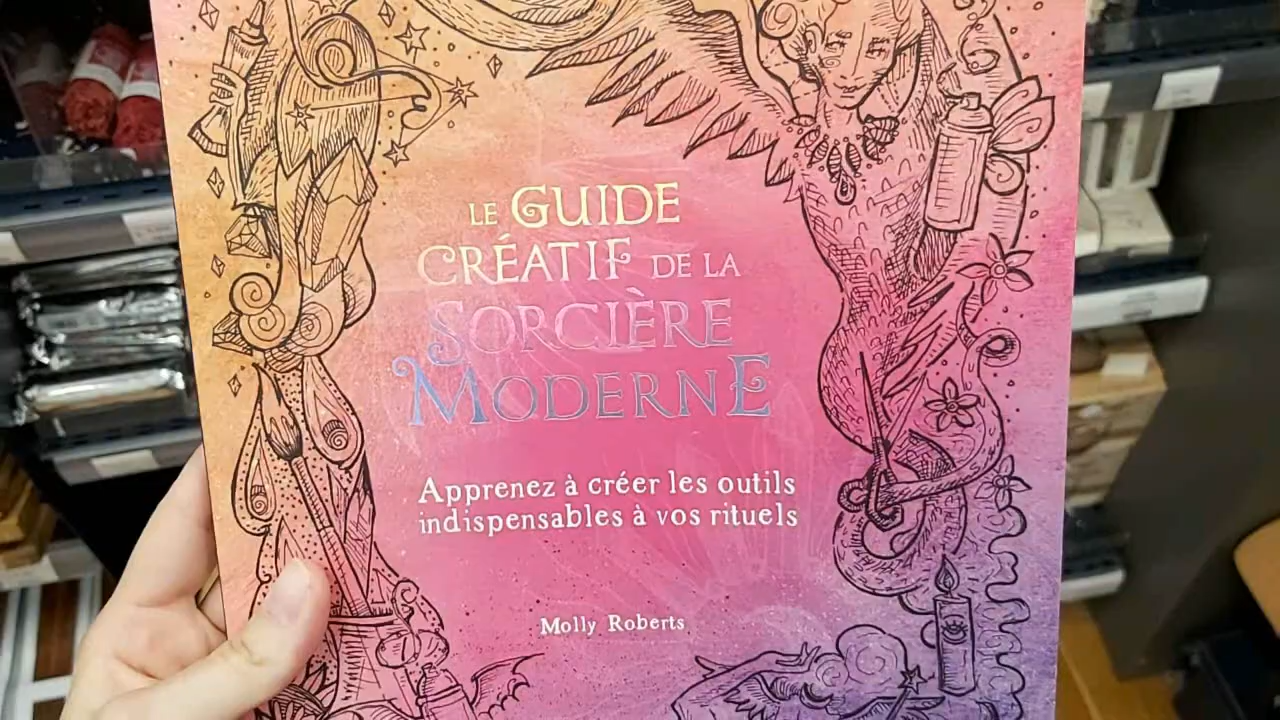 LE GUIDE
CRÉATIF DE LA
SORCIÈRE
MODERNE
Apprenez à créer les outils
indispensables à vos rituels
Molly Roberts